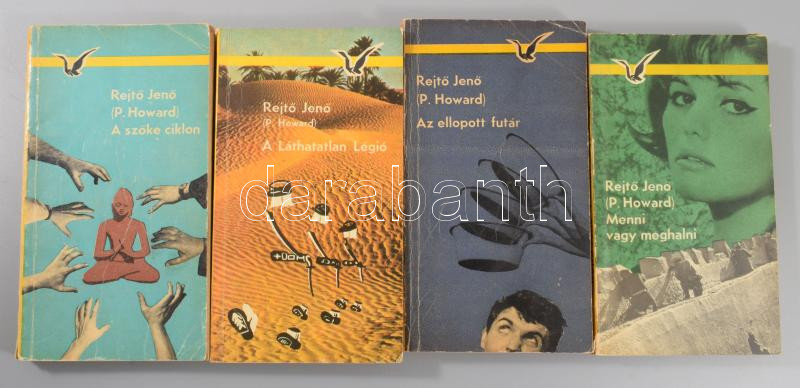 Rejtő Jenő
(P. Howard)
A szőke ciklon
Rejtő Jenő
(P. Howard)
A Láthatatlan Légió
Rejtő Jenő
(P. Howard)
Az ellopott futár
Rejtő Jenő
(P. Howard)
Menni
vagy meghalni
darabanth